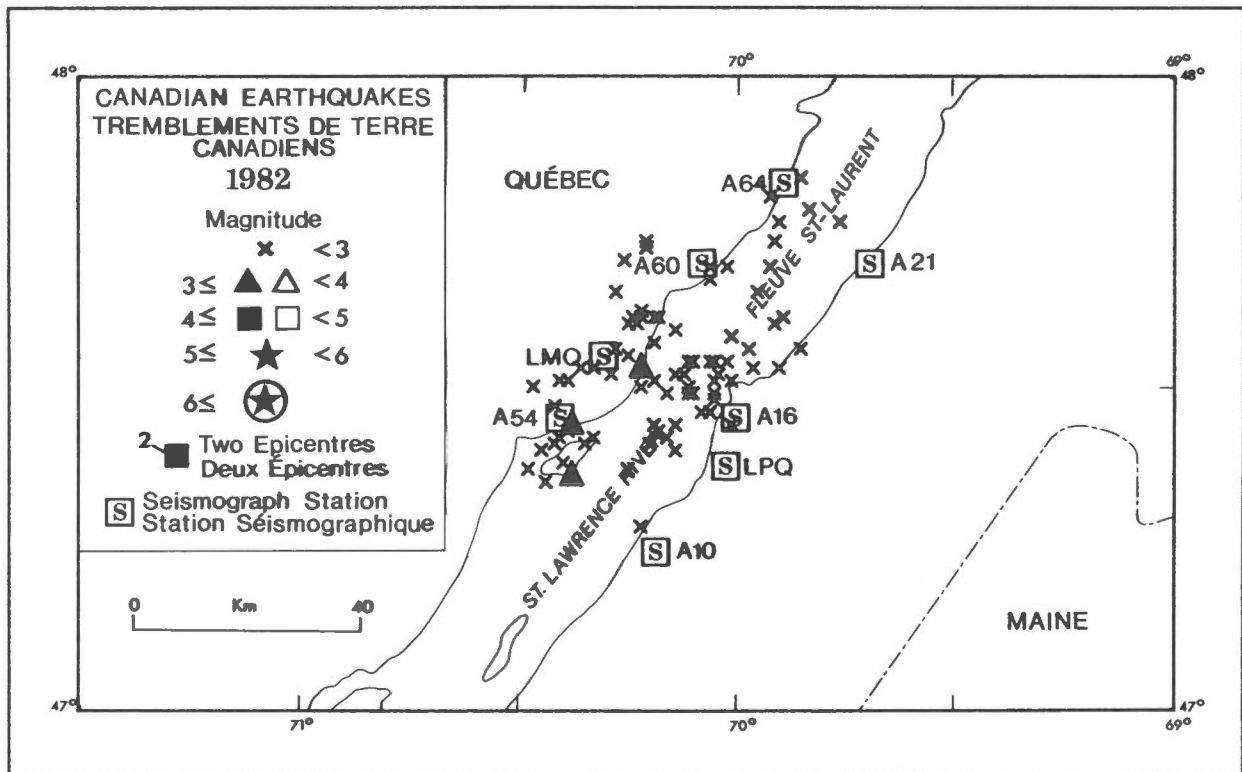 70°
69°
48°
48°
CANADIAN EARTHQUAKES
TREMBLEMENTS DE TERRE
CANADIENS
1982
Magnitude
<3
3≤ <4
4≤ <5
5≤ <6
6≤
2 Two Epicentres
Deux Épicentres
S Seismograph Station
Station Séismographique
0 Km 40
QUÉBEC
FLEUVE ST-LAURENT
A64 S
A60 S
S A21
LMQ S
A54 S
S A16
S LPQ
S A10
ST. LAWRENCE RIVER
MAINE
47°
47°
71°
70°
69°